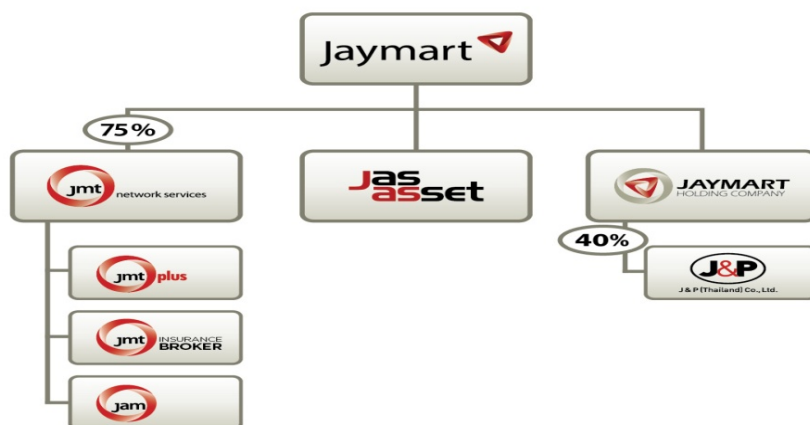 Jaymart
75%
jmt network services
Jas
asset
JAYMART
HOLDING COMPANY
40%
jmt plus
J&P
J & P (Thailand) Co., Ltd.
jmt INSURANCE
BROKER
jam